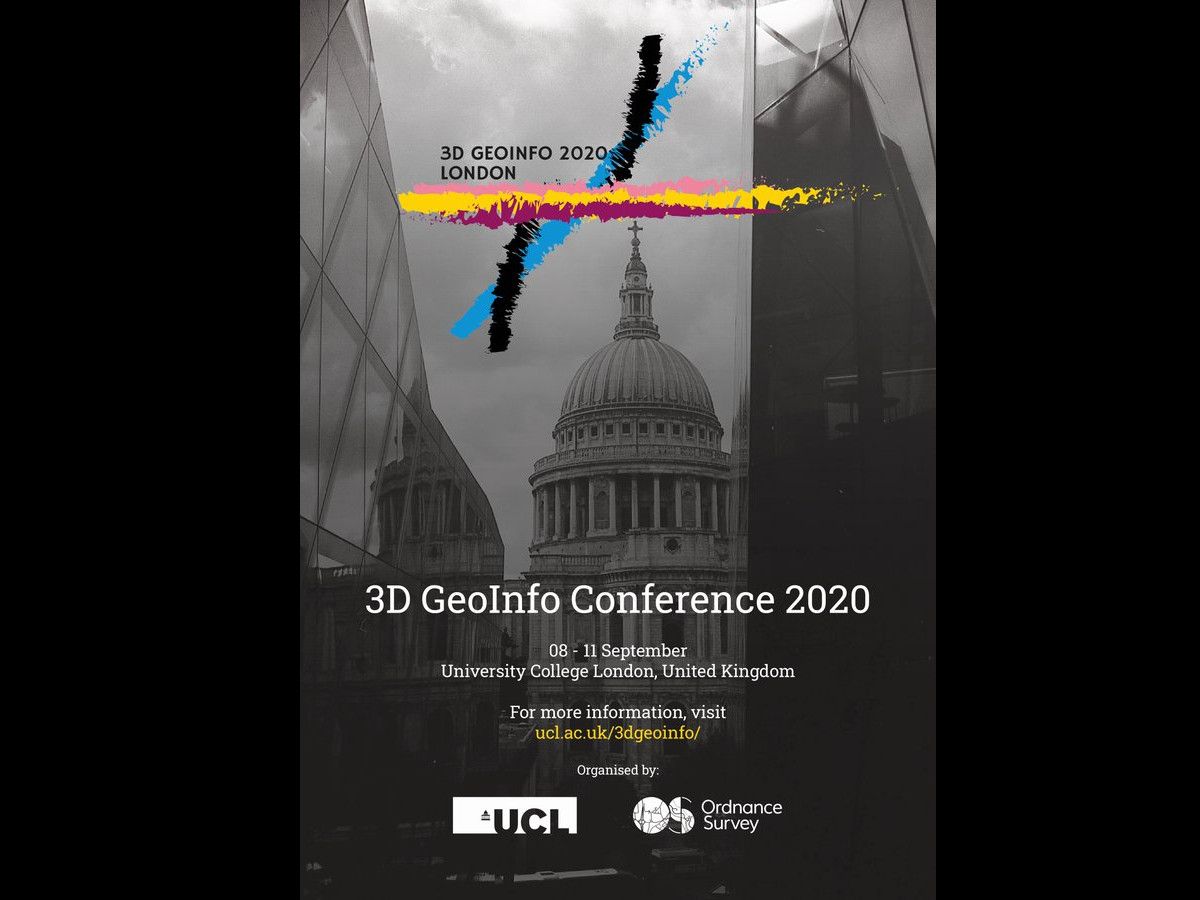 3D GEOINFO 2020
LONDON
3D GeoInfo Conference 2020
08 - 11 September
University College London, United Kingdom
For more information, visit
ucl.ac.uk/3dgeoinfo/
Organised by:
UCL
OS Ordnance
Survey